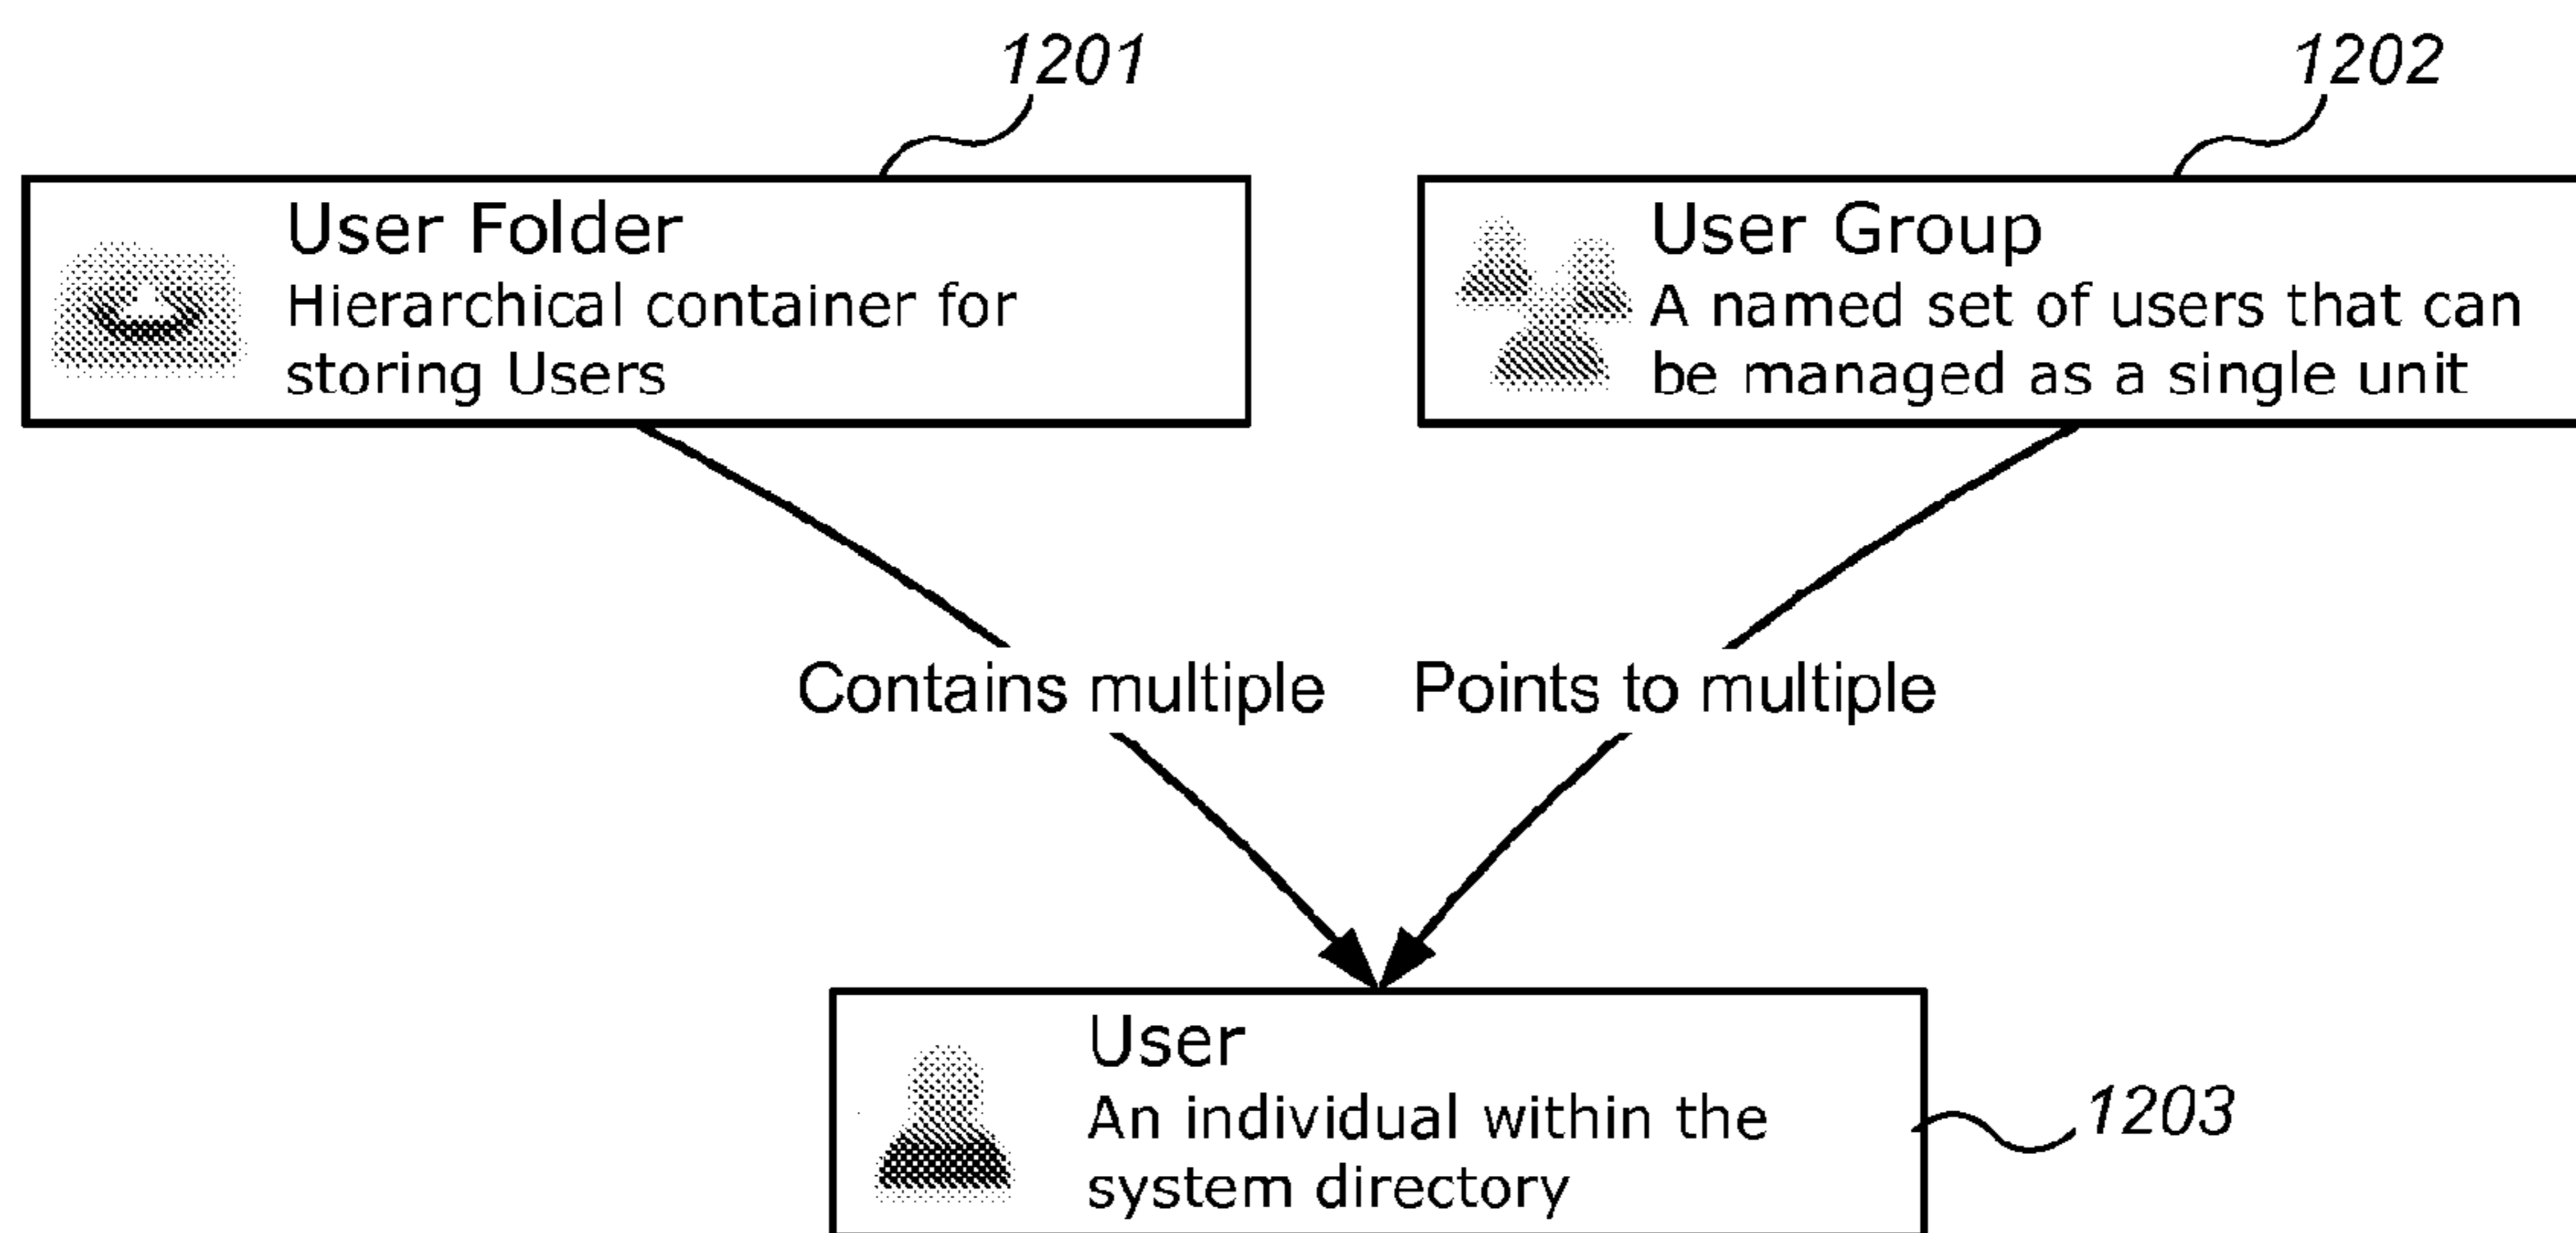 1201
1202
User Folder
Hierarchical container for
storing Users
User Group
A named set of users that can
be managed as a single unit
Contains multiple
Points to multiple
User
An individual within the
system directory
1203